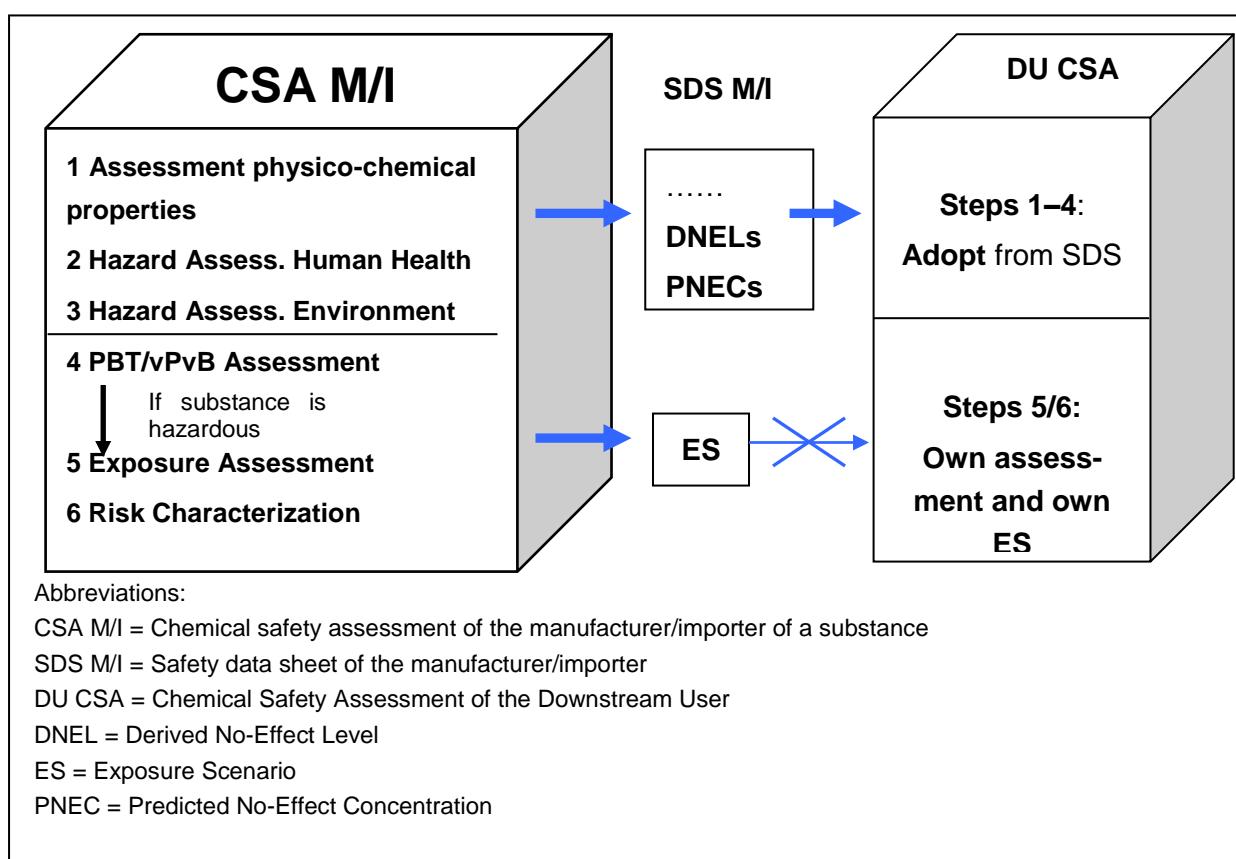 CSA M/I
1 Assessment physico-chemical
properties
2 Hazard Assess. Human Health
3 Hazard Assess. Environment
4 PBT/vPvB Assessment
If substance is
hazardous
5 Exposure Assessment
6 Risk Characterization
SDS M/I
......
DNELs
PNECs
ES
DU CSA
Steps 1–4:
Adopt from SDS
Steps 5/6:
Own assess-
ment and own
ES
Abbreviations:
CSA M/I = Chemical safety assessment of the manufacturer/importer of a substance
SDS M/I = Safety data sheet of the manufacturer/importer
DU CSA = Chemical Safety Assessment of the Downstream User
DNEL = Derived No-Effect Level
ES = Exposure Scenario
PNEC = Predicted No-Effect Concentration